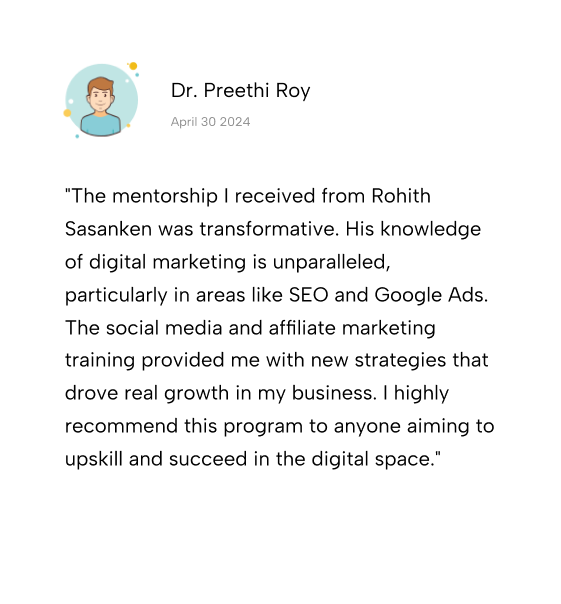 Dr. Preethi Roy
April 30 2024
"The mentorship I received from Rohith
Sasanken was transformative. His knowledge
of digital marketing is unparalleled,
particularly in areas like SEO and Google Ads.
The social media and affiliate marketing
training provided me with new strategies that
drove real growth in my business. I highly
recommend this program to anyone aiming to
upskill and succeed in the digital space."